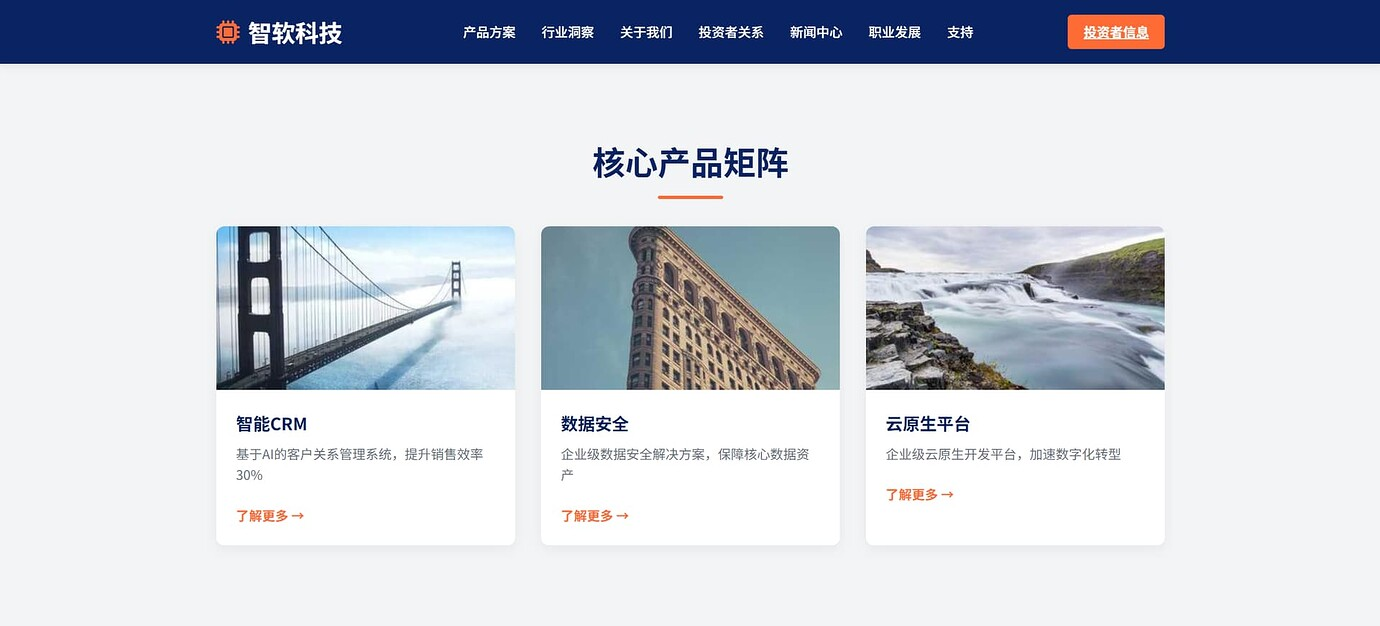 智软科技
产品方案 行业洞察 关于我们 投资者关系 新闻中心 职业发展 支持
投资者信息
核心产品矩阵
智能CRM
基于AI的客户关系管理系统，提升销售效率
30%
了解更多 →
数据安全
企业级数据安全解决方案，保障核心数据资
产
了解更多 →
云原生平台
企业级云原生开发平台，加速数字化转型
了解更多 →